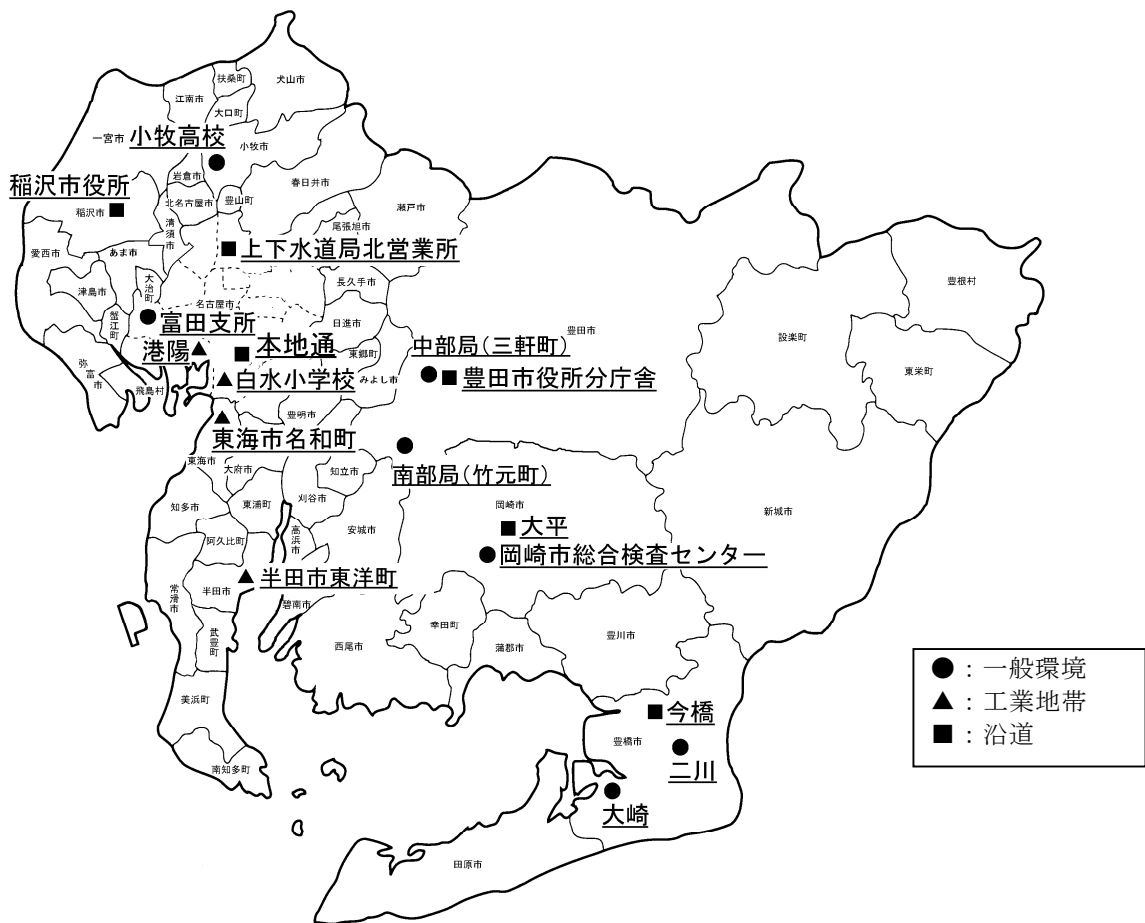 扶桑町
犬山市
江南市
大口町
一宮市
小牧高校
小牧市
岩倉市
春日井市
稲沢市役所
稲沢市
北名古屋市
豊山町
瀬戸市
清須市
尾張旭市
愛西市
あま市
上下水道局北営業所
大治町
長久手市
津島市
名古屋市
豊根村
蟹江町
富田支所
日進市
豊田市
設楽町
港陽
本地通
東郷町
中部局(三軒町)
東栄町
弥富市
飛島村
白水小学校
みよし市
豊田市役所分庁舎
豊明市
東海市名和町
東海市
大府市
知立市
南部局(竹元町)
知多市
東浦町
刈谷市
岡崎市
新城市
安城市
大平
高浜市
阿久比町
岡崎市総合検査センター
半田市東洋町
半田市
常滑市
碧南市
武豊町
西尾市
幸田町
蒲郡市
豊川市
美浜町
今橋
豊橋市
二川
南知多町
大崎
田原市
●：一般環境
▲：工業地帯
■：沿道